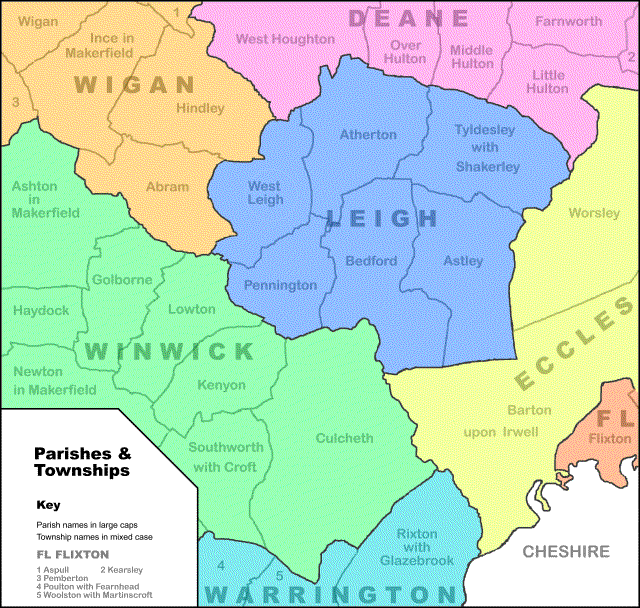 DEANE
Wigan
1
Ince in
Makerfield
West Houghton
Over
Hulton
Middle
Hulton
Farnworth
2
Little
Hulton
WIGAN
3
Hindley
Atherton
Tyldesley
with
Shakerley
Ashton
in
Makerfield
Abram
West
Leigh
Worsley
LEIGH
Golborne
Pennington
Bedford
Astley
Haydock
Lowton
ECCLES
WINWICK
Newton
in Makerfield
Kenyon
Barton
upon Irwell
FL
Flixton
Southworth
with Croft
Culcheth
Parishes &
Townships
Key
Parish names in large caps
Township names in mixed case
FL FLIXTON
1 Aspull 2 Kearsley
3 Pemberton
4 Poulton with Fearnhead
5 Woolston with Martinscroft
Rixton
with
Glazebrook
CHESHIRE
4
5
WARRINGTON